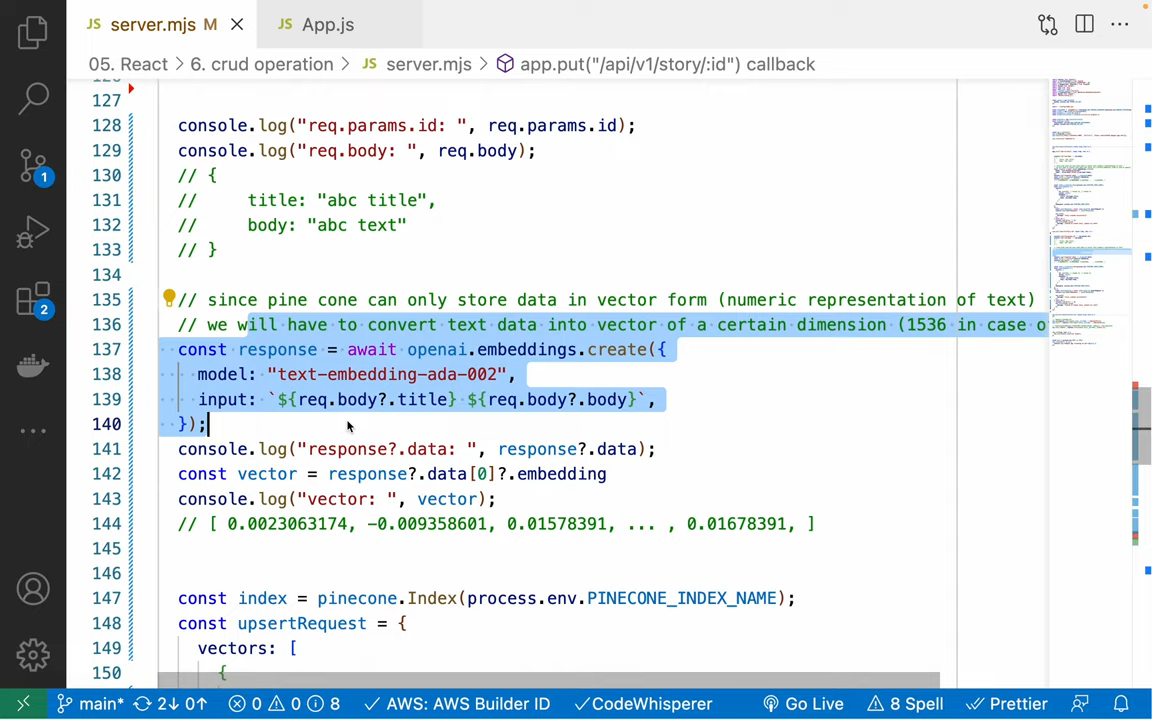 JS server.mjs M × JS App.js
05. React > 6. crud operation > JS server.mjs > app.put("/api/v1/story/:id") callback
127
128 console.log("req.params.id: ", req.params.id);
129 console.log("req.body: ", req.body);
130 // {
131 //     title: "abc title",
132 //     body: "abc text"
133 // }
134
135 // since pine cone can only store data in vector form (numeric representation of text)
136 // we will have to convert text data into vector of a certain dimension (1536 in case o
137 const response = await openai.embeddings.create({
138 model: "text-embedding-ada-002",
139 input: `${req.body?.title} ${req.body?.body}`,
140 });
141 console.log("response?.data: ", response?.data);
142 const vector = response?.data[0]?.embedding
143 console.log("vector: ", vector);
144 // [ 0.0023063174, -0.009358601, 0.01578391, ... , 0.01678391, ]
145
146
147 const index = pinecone.Index(process.env.PINECONE_INDEX_NAME);
148 const upsertRequest = {
149 vectors: [
150 {
1
2
main* 2↓ 0↑ 0 0 8 AWS: AWS Builder ID CodeWhisperer Go Live 8 Spell Prettier